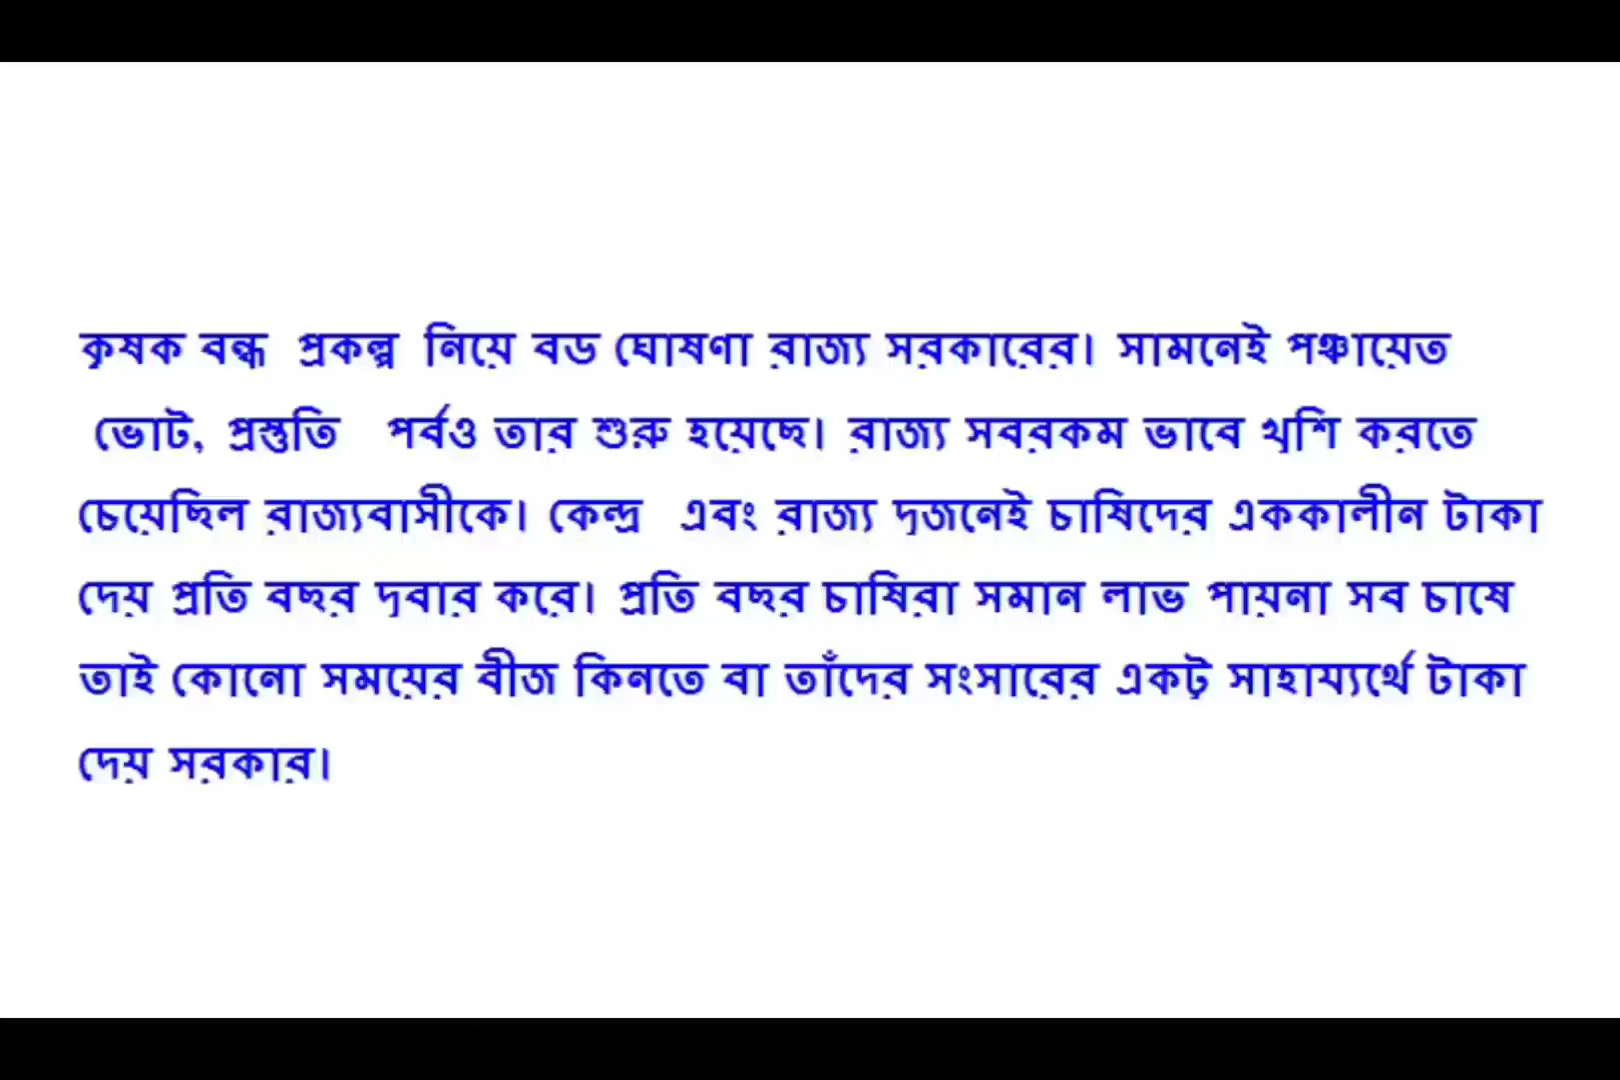 কৃষক বন্ধু প্রকল্প নিয়ে বড় ঘোষণা রাজ্য সরকারের। সামনেই পঞ্চায়েত
ভোট, প্রস্তুতি পর্বও তার শুরু হয়েছে। রাজ্য সবরকম ভাবে খুশি করতে
চেয়েছিল রাজ্যবাসীকে। কেন্দ্র এবং রাজ্য দুজনেই চাষিদের এককালীন টাকা
দেয় প্রতি বছর দুবার করে। প্রতি বছর চাষিরা সমান লাভ পায়না সব চাষে
তাই কোনো সময়ের বীজ কিনতে বা তাঁদের সংসারের একটু সাহায্যর্থে টাকা
দেয় সরকার।